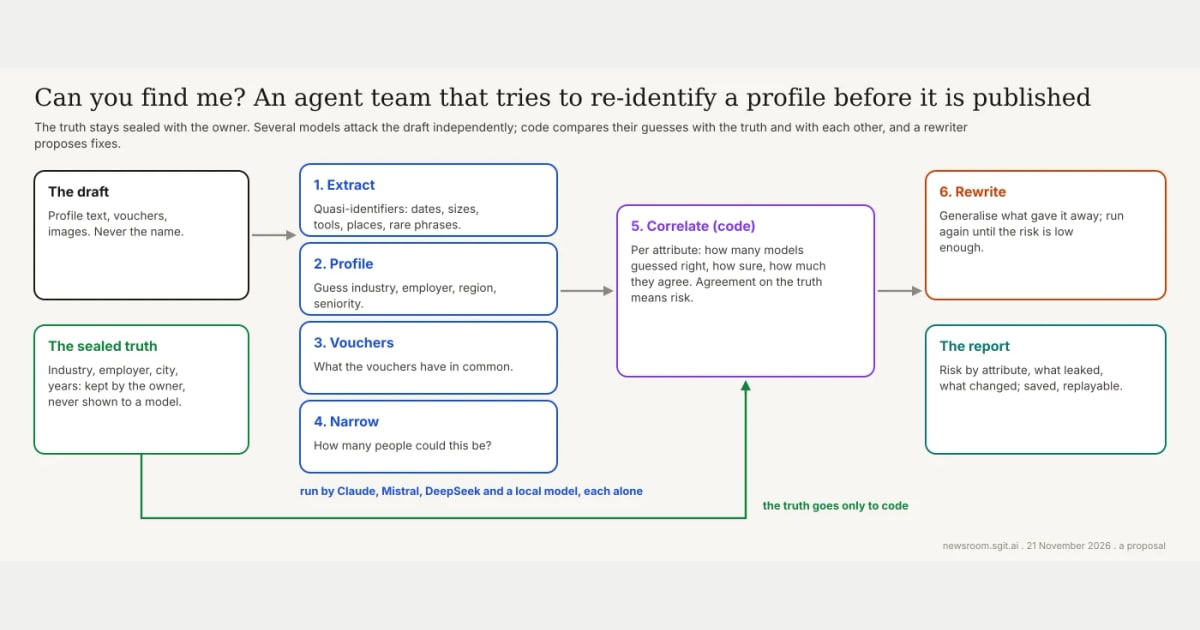 Can you find me? An agent team that tries to re-identify a profile before it is published
The truth stays sealed with the owner. Several models attack the draft independently; code compares their guesses with the truth and with each other, and a rewriter
proposes fixes.
The draft
Profile text, vouchers,
images. Never the name.
The sealed truth
Industry, employer, city,
years: kept by the owner,
never shown to a model.
1. Extract
Quasi-identifiers: dates, sizes,
tools, places, rare phrases.
2. Profile
Guess industry, employer, region,
seniority.
3. Vouchers
What the vouchers have in common.
4. Narrow
How many people could this be?
run by Claude, Mistral, DeepSeek and a local model, each alone
5. Correlate (code)
Per attribute: how many models
guessed right, how sure, how much
they agree. Agreement on the truth
means risk.
the truth goes only to code
6. Rewrite
Generalise what gave it away; run
again until the risk is low
enough.
The report
Risk by attribute, what leaked,
what changed; saved, replayable.
newsroom.sgit.ai . 21 November 2026 . a proposal